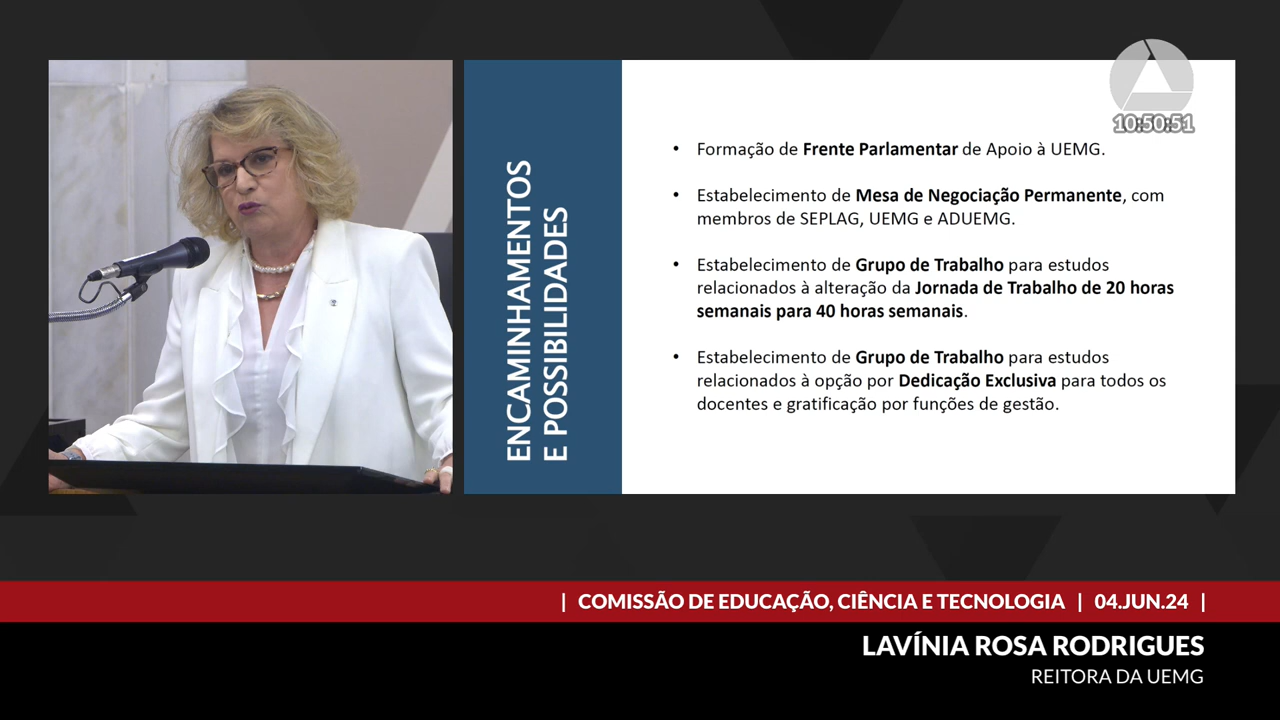 10:50:51
ENCAMINHAMENTOS
E POSSIBILIDADES
• Formação de Frente Parlamentar de Apoio à UEMG.
• Estabelecimento de Mesa de Negociação Permanente, com
membros de SEPLAG, UEMG e ADUEMG.
• Estabelecimento de Grupo de Trabalho para estudos
relacionados à alteração da Jornada de Trabalho de 20 horas
semanais para 40 horas semanais.
• Estabelecimento de Grupo de Trabalho para estudos
relacionados à opção por Dedicação Exclusiva para todos os
docentes e gratificação por funções de gestão.
| COMISSÃO DE EDUCAÇÃO, CIÊNCIA E TECNOLOGIA | 04.JUN.24 |
LAVÍNIA ROSA RODRIGUES
REITORA DA UEMG